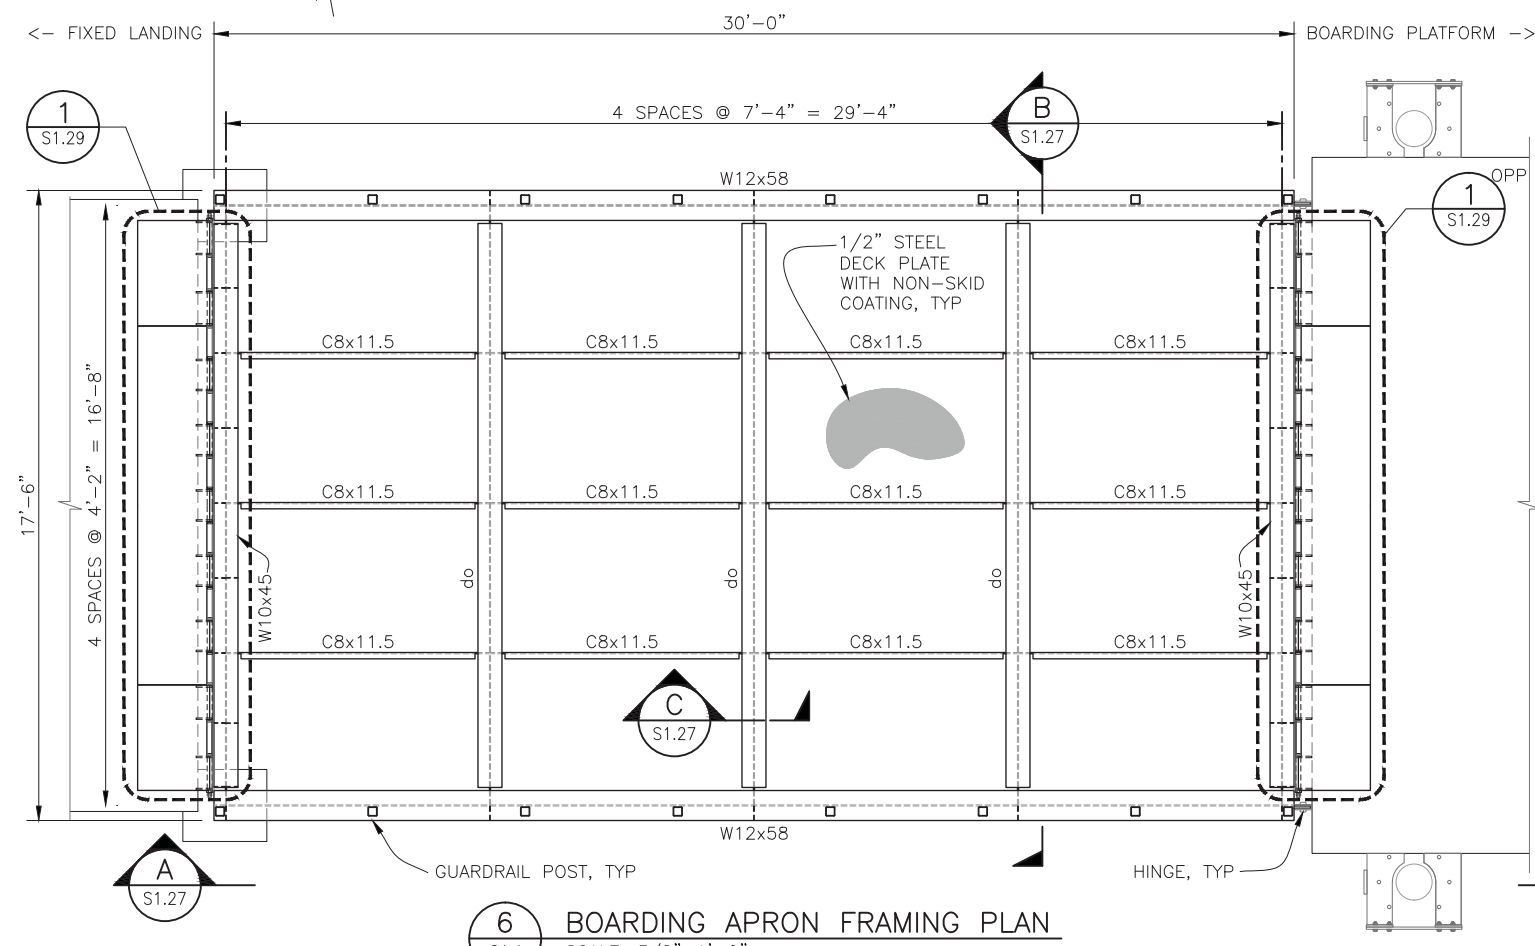 <- FIXED LANDING
30'-0"
BOARDING PLATFORM ->
4 SPACES @ 7'-4" = 29'-4"
B
S1.27
1
S1.29
W12x58
OPP
1
S1.29
1/2" STEEL
DECK PLATE
WITH NON-SKID
COATING, TYP
C8x11.5
C8x11.5
C8x11.5
C8x11.5
17'-6"
4 SPACES @ 4'-2" = 16'-8"
C8x11.5
C8x11.5
C8x11.5
C8x11.5
W10x45
do
do
do
W10x45
C8x11.5
C8x11.5
C8x11.5
C8x11.5
C
S1.27
W12x58
A
S1.27
GUARDRAIL POST, TYP
HINGE, TYP
6
BOARDING APRON FRAMING PLAN